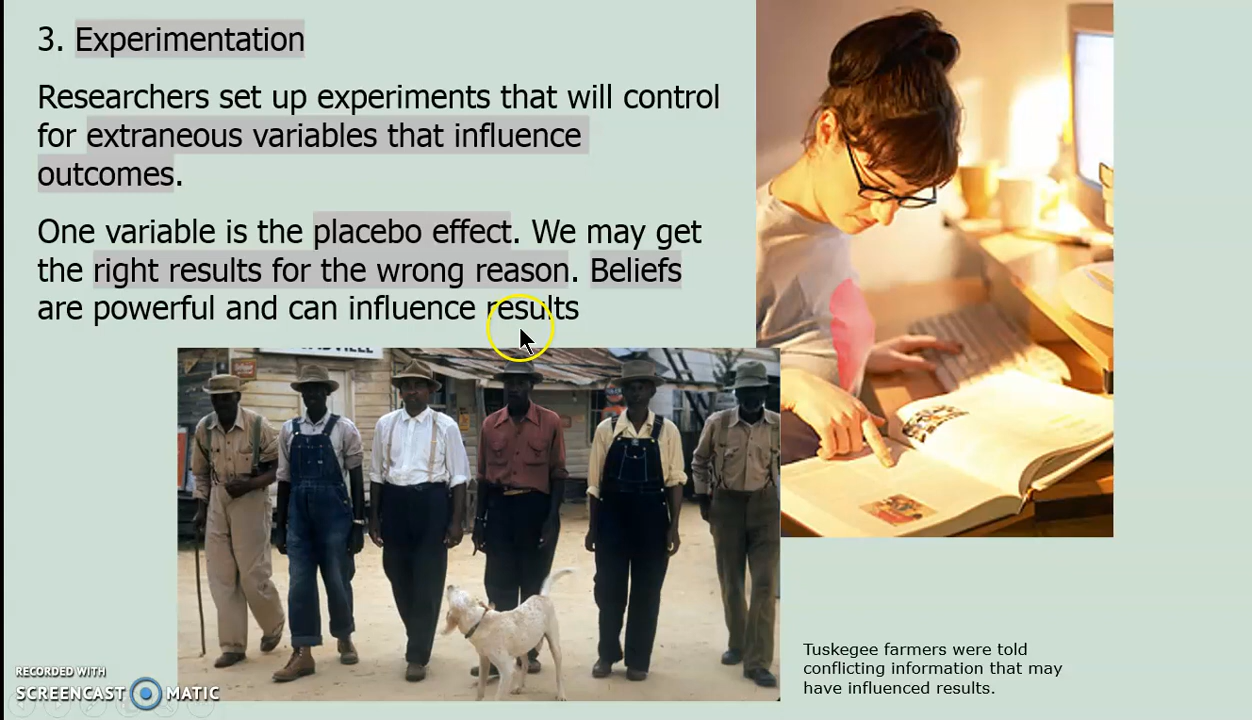 3. Experimentation
Researchers set up experiments that will control
for extraneous variables that influence
outcomes.
One variable is the placebo effect. We may get
the right results for the wrong reason. Beliefs
are powerful and can influence results
Tuskegee farmers were told
conflicting information that may
have influenced results.
RECORDED WITH
SCREENCAST MATIC